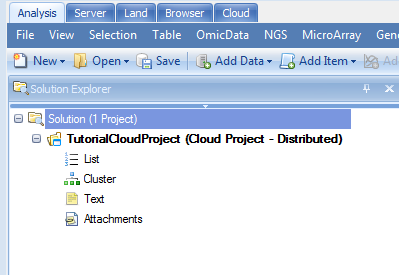 Analysis Server Land Browser Cloud
File View Selection Table OmicData NGS MicroArray
New Open Save Add Data Add Item
Solution Explorer
Solution (1 Project)
TutorialCloudProject (Cloud Project - Distributed)
List
Cluster
Text
Attachments